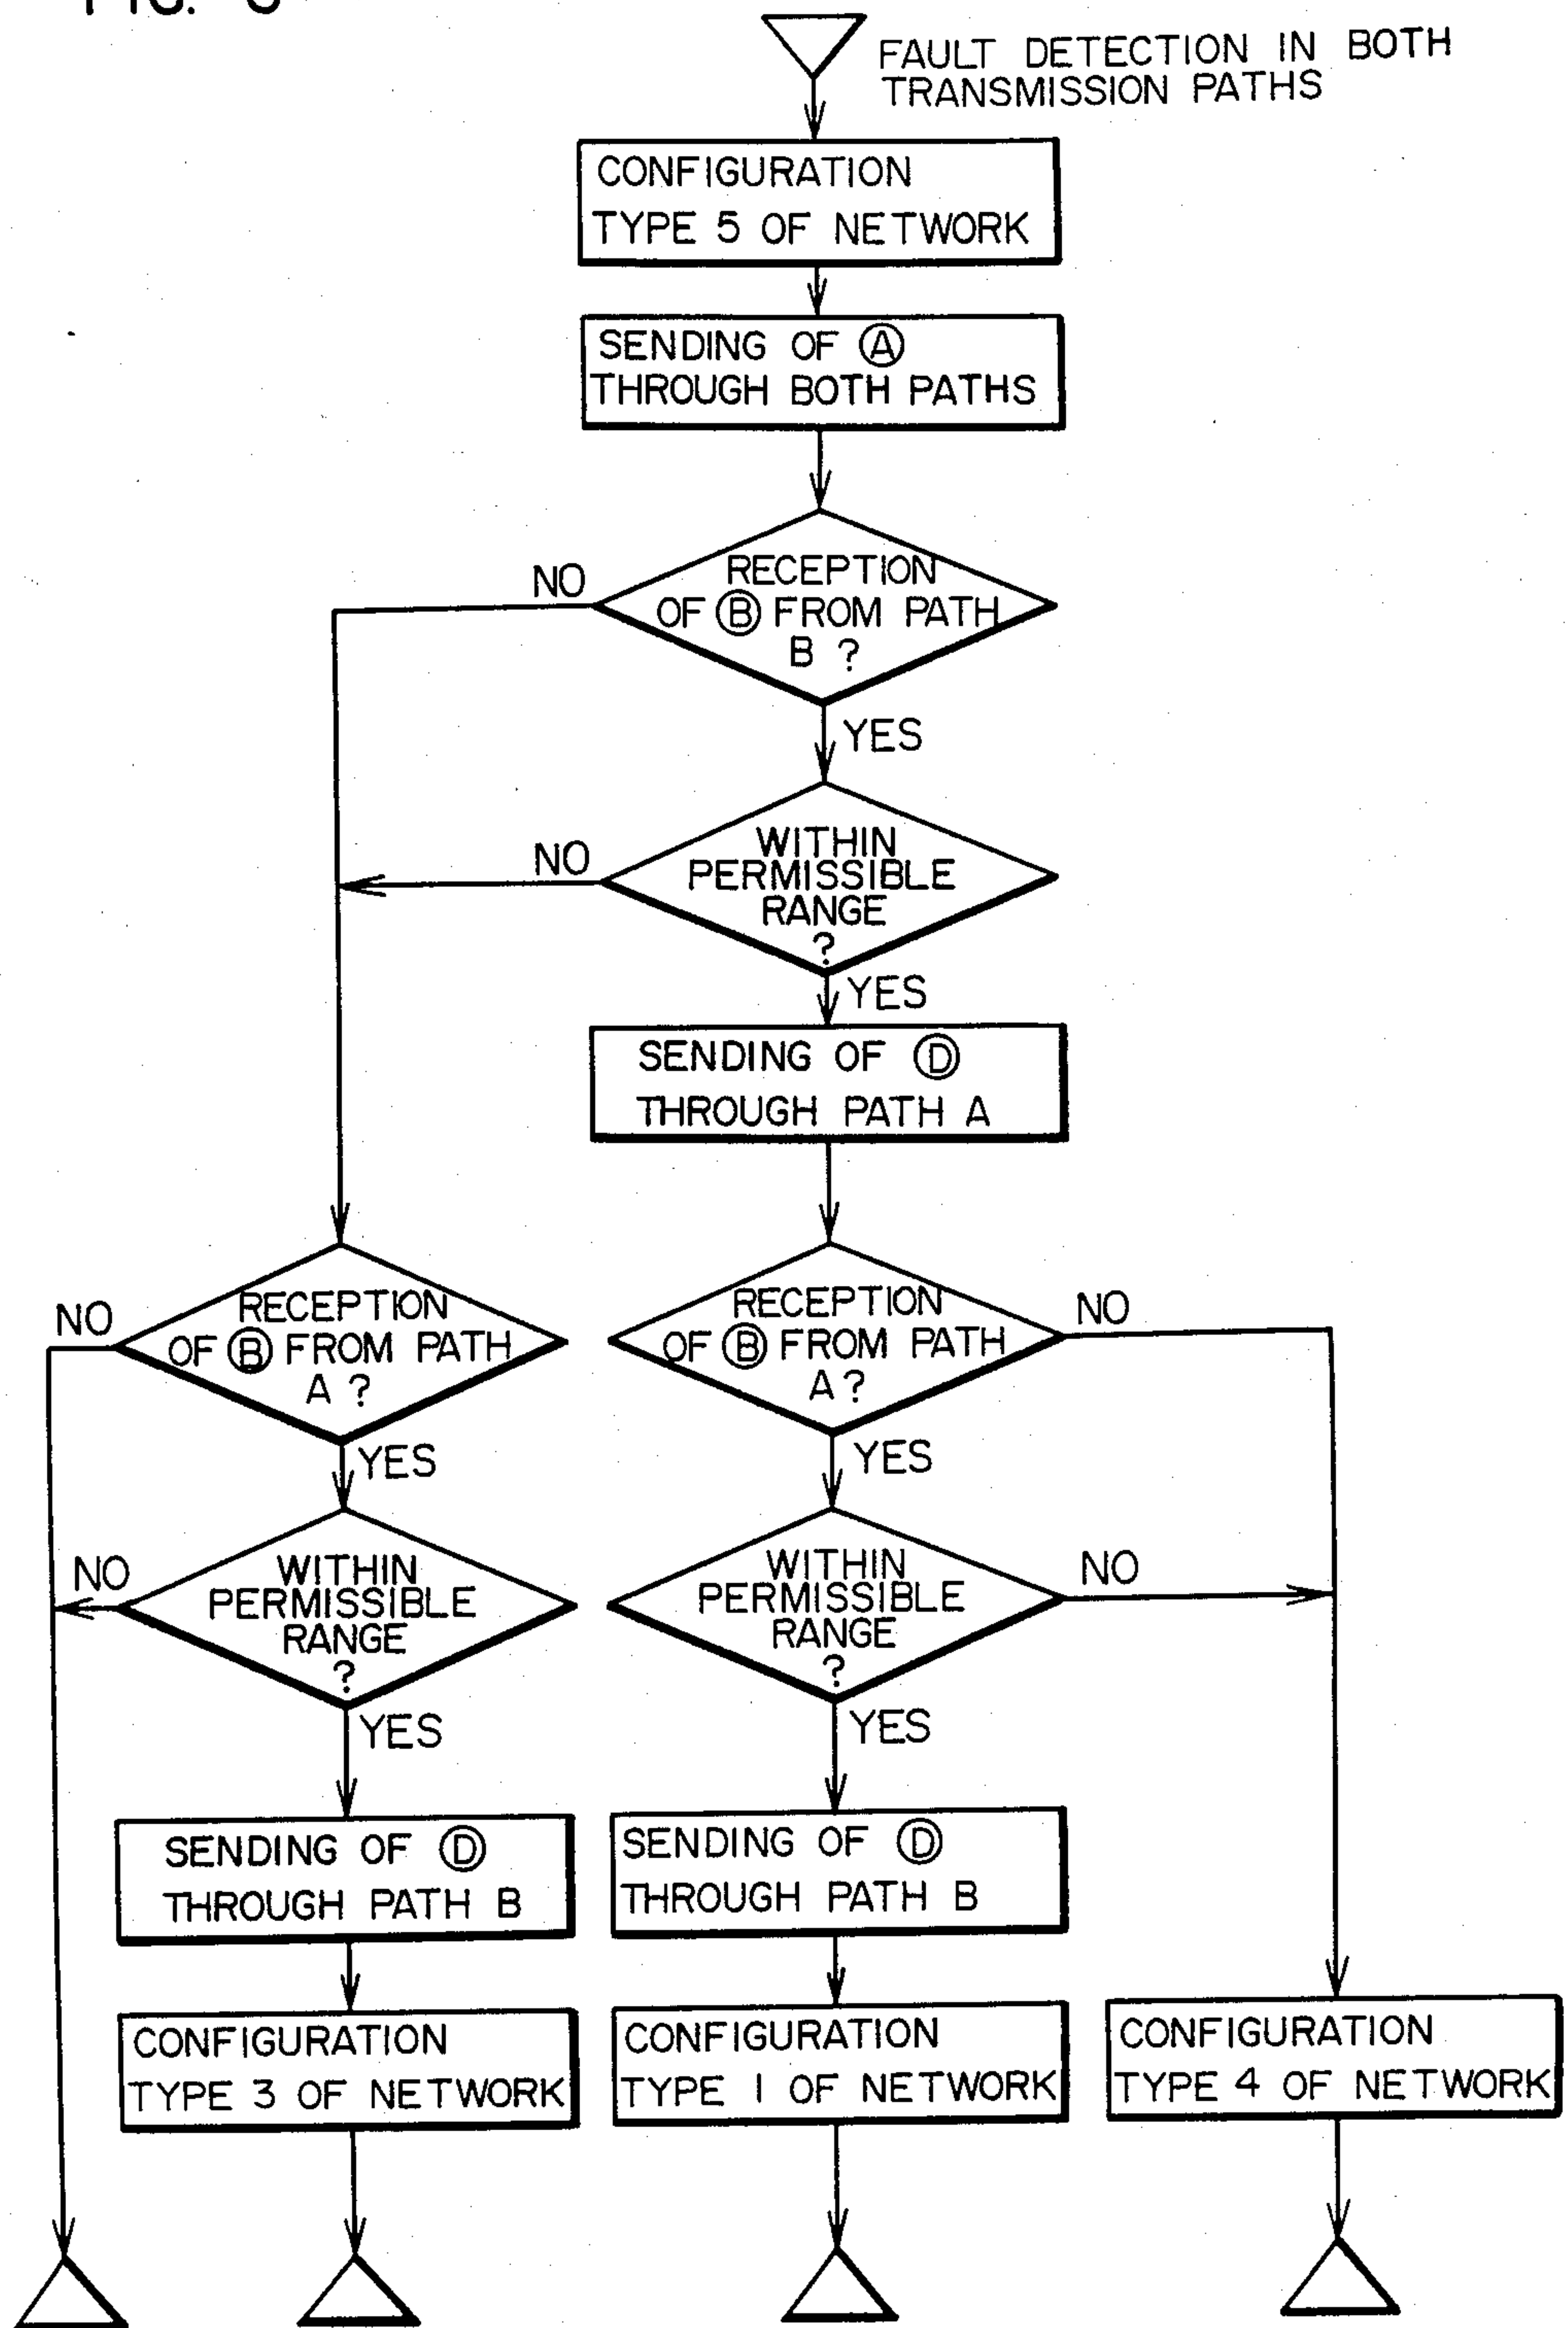 FAULT DETECTION IN BOTH
TRANSMISSION PATHS
CONFIGURATION
TYPE 5 OF NETWORK
SENDING OF Ⓐ
THROUGH BOTH PATHS
RECEPTION
OF Ⓑ FROM PATH
B ?
NO
YES
WITHIN
PERMISSIBLE
RANGE
?
NO
YES
SENDING OF Ⓓ
THROUGH PATH A
RECEPTION
OF Ⓑ FROM PATH
A ?
NO
YES
RECEPTION
OF Ⓑ FROM PATH
A ?
NO
YES
WITHIN
PERMISSIBLE
RANGE
?
NO
YES
WITHIN
PERMISSIBLE
RANGE
?
NO
YES
SENDING OF Ⓓ
THROUGH PATH B
SENDING OF Ⓓ
THROUGH PATH B
CONFIGURATION
TYPE 3 OF NETWORK
CONFIGURATION
TYPE 1 OF NETWORK
CONFIGURATION
TYPE 4 OF NETWORK